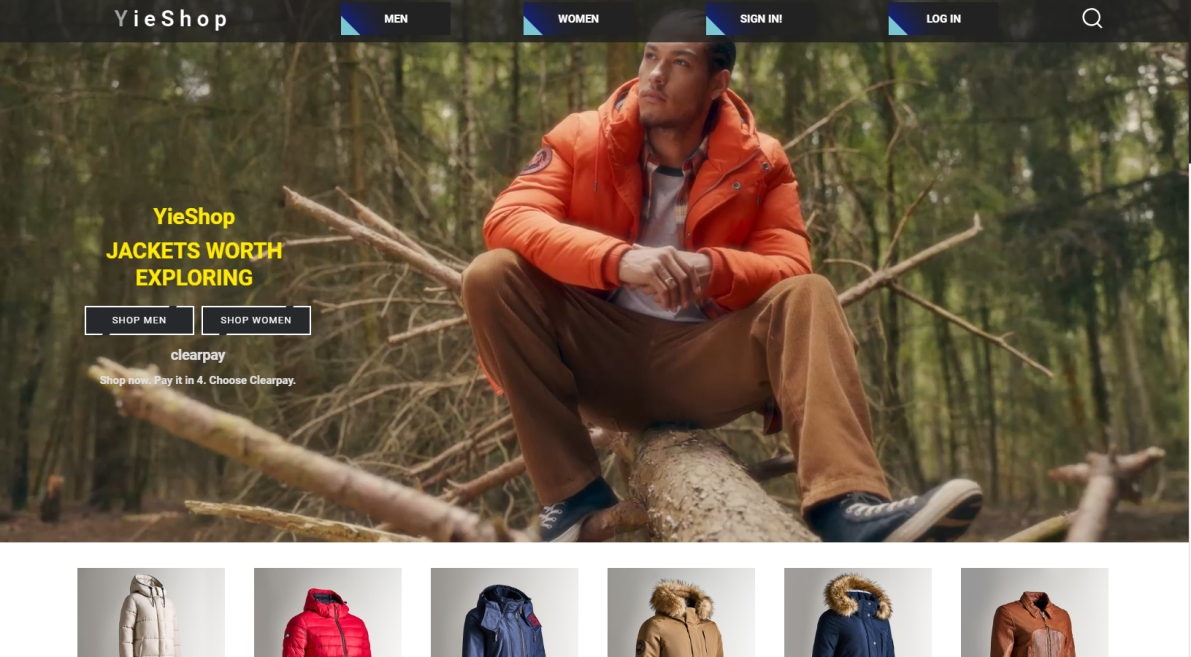 YieShop
MEN
WOMEN
SIGN IN!
LOG IN
YieShop
JACKETS WORTH
EXPLORING
SHOP MEN
SHOP WOMEN
clearpay
Shop now. Pay it in 4. Choose Clearpay.